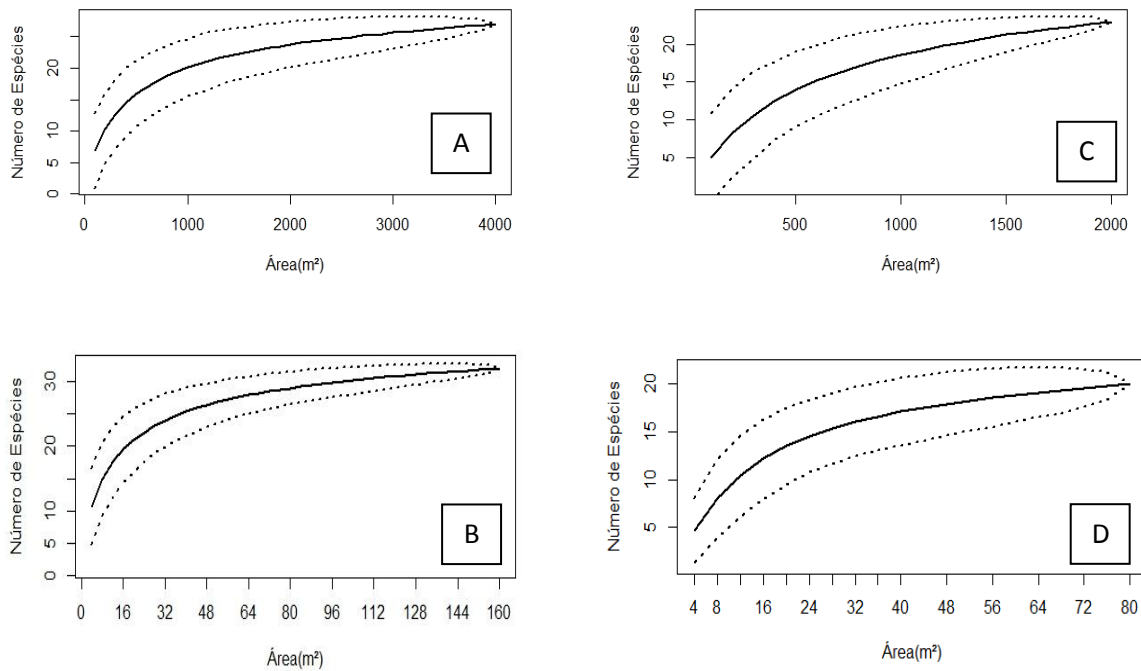 Número de Espécies
0 5 10 20
A
0 1000 2000 3000 4000
Área(m²)
Número de Espécies
5 10 15 20
C
500 1000 1500 2000
Área(m²)
Número de Espécies
0 5 10 20 30
B
0 16 32 48 64 80 96 112 128 144 160
Área(m²)
Número de Espécies
5 10 15 20
D
4 8 16 24 32 40 48 56 64 72 80
Área(m²)